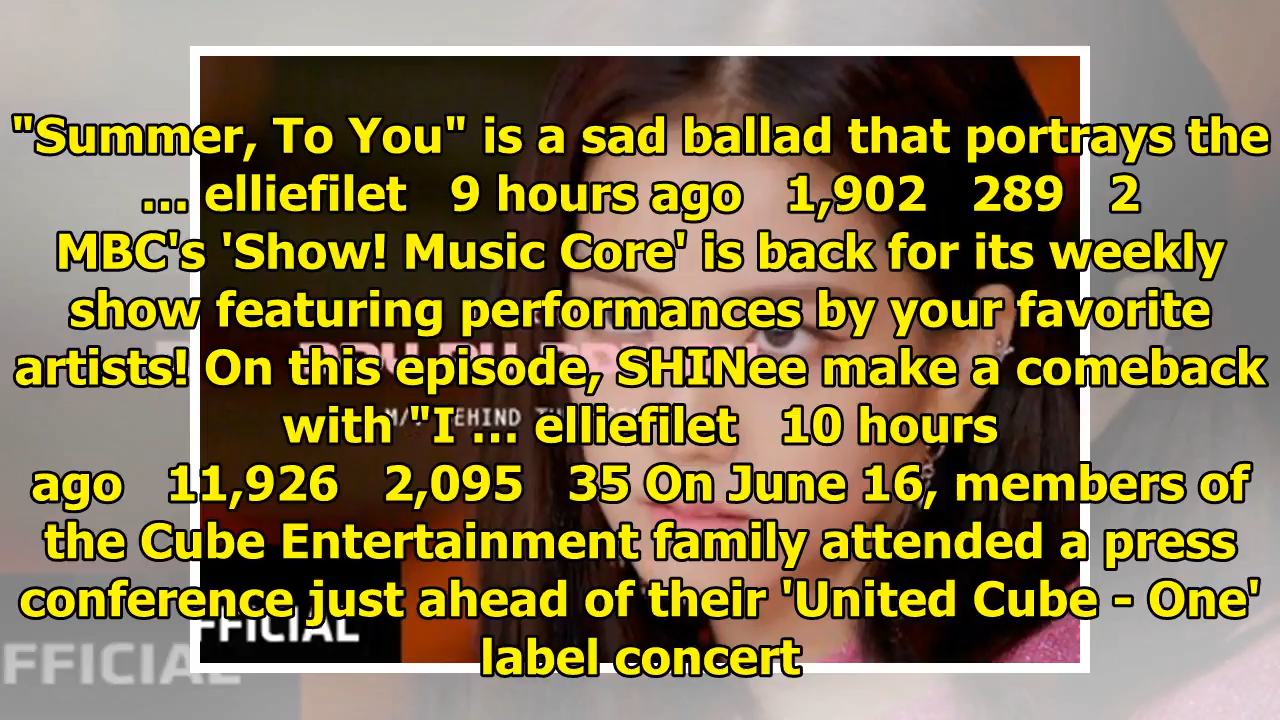 "Summer, To You" is a sad ballad that portrays the
... elliefilet 9 hours ago 1,902 289 2
MBC's 'Show! Music Core' is back for its weekly
show featuring performances by your favorite
artists! On this episode, SHINee make a comeback
with "I ... elliefilet 10 hours
M/V BEHIND
ago 11,926 2,095 35 On June 16, members of
the Cube Entertainment family attended a press
conference just ahead of their 'United Cube - One'
FFICIAL
label concert
FFICIAL